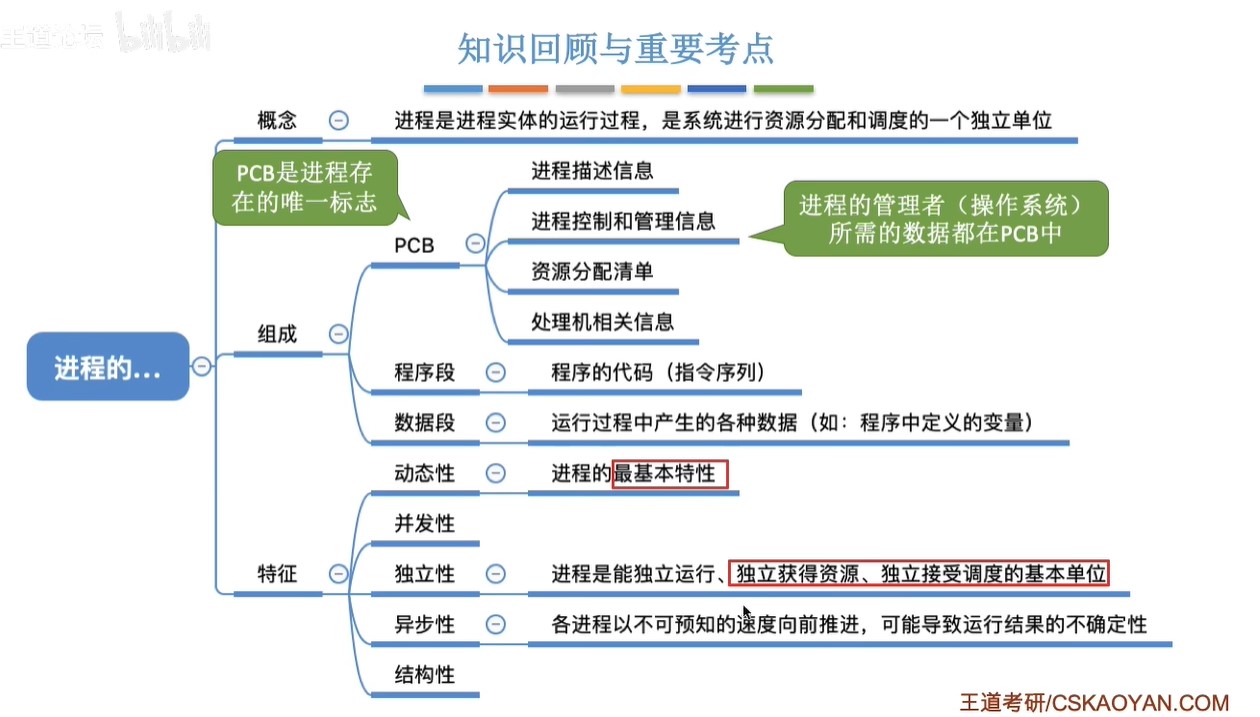 王道论坛 bilibili
知识回顾与重要考点
概念
进程是进程实体的运行过程，是系统进行资源分配和调度的一个独立单位
PCB是进程存
在的唯一标志
进程描述信息
进程控制和管理信息
进程的管理者（操作系统）
所需的数据都在PCB中
PCB
资源分配清单
处理机相关信息
组成
进程的...
程序段
程序的代码（指令序列）
数据段
运行过程中产生的各种数据（如：程序中定义的变量）
动态性
进程的最基本特性
并发性
特征
独立性
进程是能独立运行、独立获得资源、独立接受调度的基本单位
异步性
各进程以不可预知的速度向前推进，可能导致运行结果的不确定性
结构性
王道考研/CSKAOYAN.COM